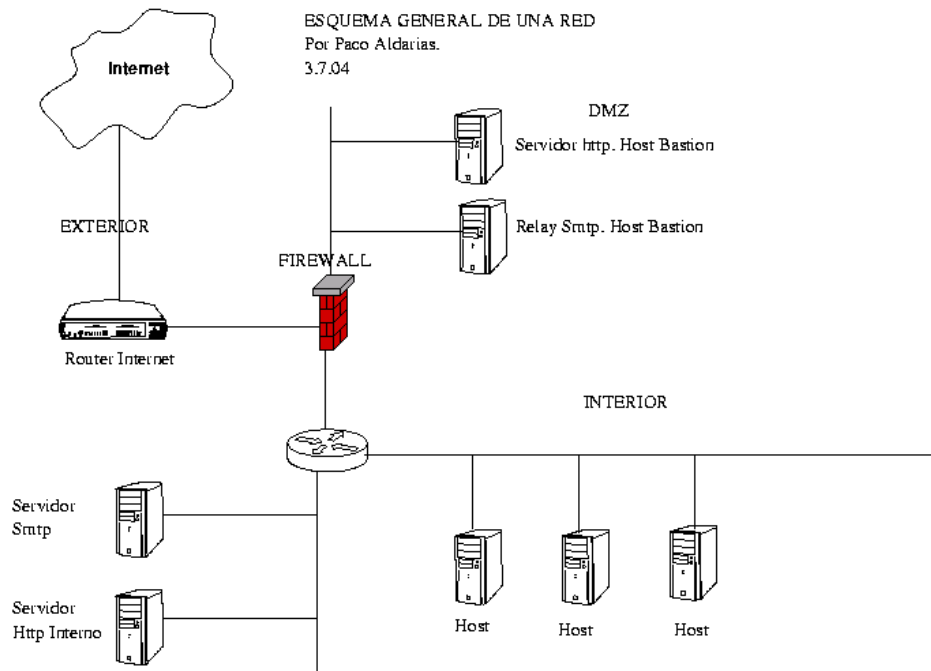 ESQUEMA GENERAL DE UNA RED
Por Paco Aldarias.
3.7.04
Internet
DMZ
Servidor http. Host Bastion
EXTERIOR
Relay Smtp. Host Bastion
FIREWALL
Router Internet
INTERIOR
Servidor
Smtp
Servidor
Http Interno
Host
Host
Host